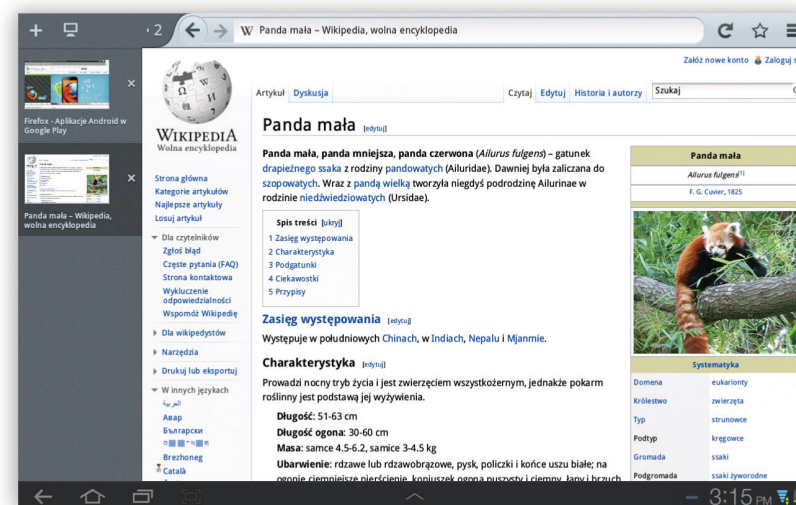 2
Panda mała – Wikipedia, wolna encyklopedia
Firefox - Aplikacje Android w
Google Play
Panda mała – Wikipedia,
wolna encyklopedia
Ω W И
WIKIPEDIA
Wolna encyklopedia
Strona główna
Kategorie artykułów
Najlepsze artykuły
Losuj artykuł
Dla czytelników
Zgłoś błąd
Częste pytania (FAQ)
Strona kontaktowa
Wykluczenie
odpowiedzialności
Wspomóż Wikipedię
Dla wikipedystów
Narzędzia
Drukuj lub eksportuj
W innych językach
العربية
Авар
Български
Brezhoneg
Català
Załóż nowe konto Zaloguj s
Artykuł Dyskusja Czytaj Edytuj Historia i autorzy Szukaj
Panda mała [edytuj]
Panda mała, panda mniejsza, panda czerwona (Ailurus fulgens) – gatunek
drapieżnego ssaka z rodziny pandowatych (Ailuridae). Dawniej była zaliczana do
szopowatych. Wraz z pandą wielką tworzyła niegdyś podrodzinę Ailurinae w
rodzinie niedźwiedziowatych (Ursidae).
Spis treści [ukryj]
1 Zasięg występowania
2 Charakterystyka
3 Podgatunki
4 Ciekawostki
5 Przypisy
Zasięg występowania [edytuj]
Występuje w południowych Chinach, w Indiach, Nepalu i Mjanmie.
Charakterystyka [edytuj]
Prowadzi nocny tryb życia i jest zwierzęciem wszystkożernym, jednakże pokarm
roślinny jest podstawą jej wyżywienia.
Długość: 51-63 cm
Długość ogona: 30-60 cm
Masa: samce 4.5-6.2, samice 3-4.5 kg
Ubarwienie: rdzawe lub rdzawobrązowe, pysk, policzki i końce uszu białe; na
ogonie ciemniejsze pierścienie, koniuszek ogona puszysty i ciemny, łapy i brzuch
Panda mała
Ailurus fulgens[1]
F. G. Cuvier, 1825
Systematyka
Domena eukarionty
Królestwo zwierzęta
Typ strunowce
Podtyp kręgowce
Gromada ssaki
Podgromada ssaki żyworodne
3:15 PM